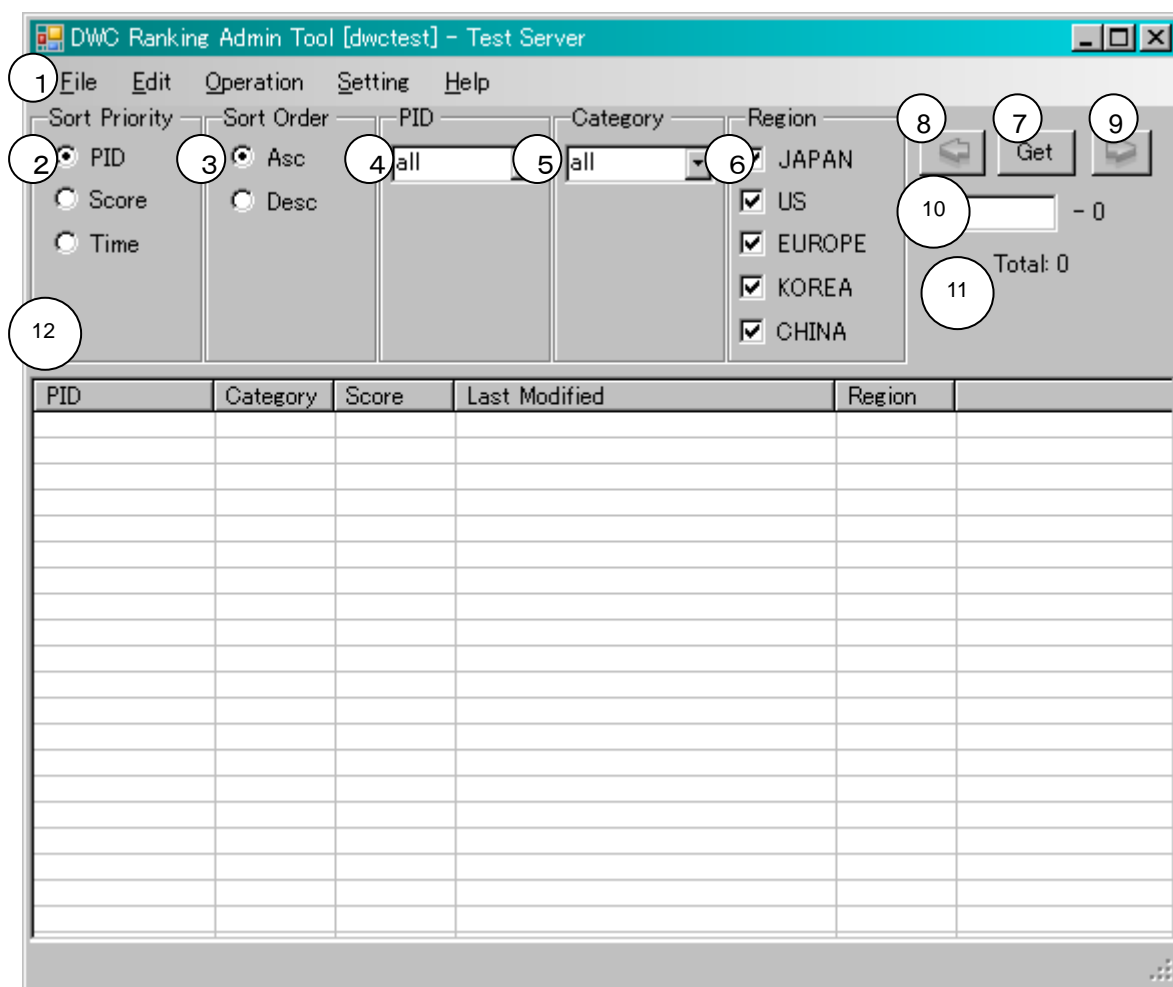 DWC Ranking Admin Tool [dwctest] - Test Server
1 File Edit Operation Setting Help
Sort Priority Sort Order PID Category Region
8 7 9
2 PID 3 Asc 4 all 5 all 6 JAPAN Get
Score Desc US 10 - 0
Time EUROPE Total: 0
KOREA 11
12 CHINA
PID Category Score Last Modified Region